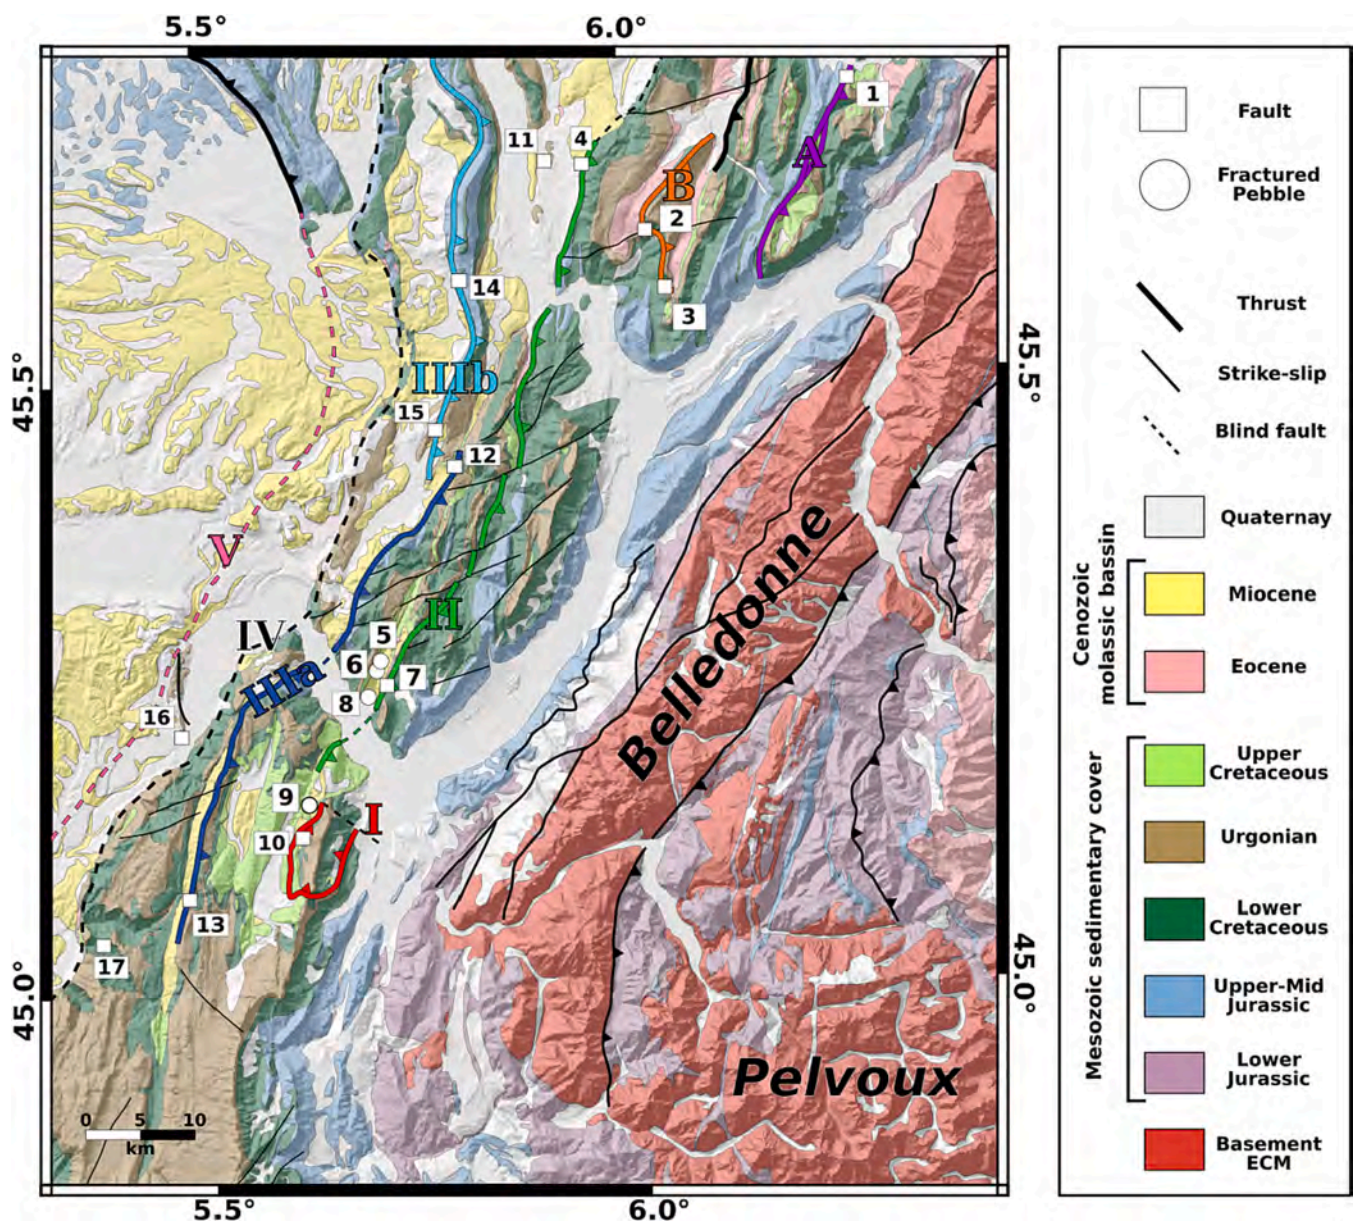 5.5°
6.0°
1
11
4
A
B
2
14
3
45.5°
45.5°
IIIb
15
12
V
Belledonne
II
IV
5
6
7
8
IIIa
16
9
I
10
13
17
45.0°
45.0°
Pelvoux
0 5 10
km
5.5°
6.0°
Fault
Fractured
Pebble
Thrust
Strike-slip
Blind fault
Quaternay
Cenozoic
molassic bassin
Miocene
Eocene
Mesozoic sedimentary cover
Upper
Cretaceous
Urgonian
Lower
Cretaceous
Upper-Mid
Jurassic
Lower
Jurassic
Basement
ECM